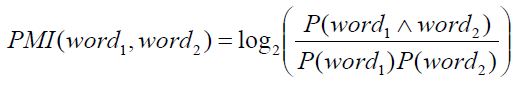 PMI(word₁, word₂) = log₂( P(word₁ ∧ word₂) / P(word₁)P(word₂) )